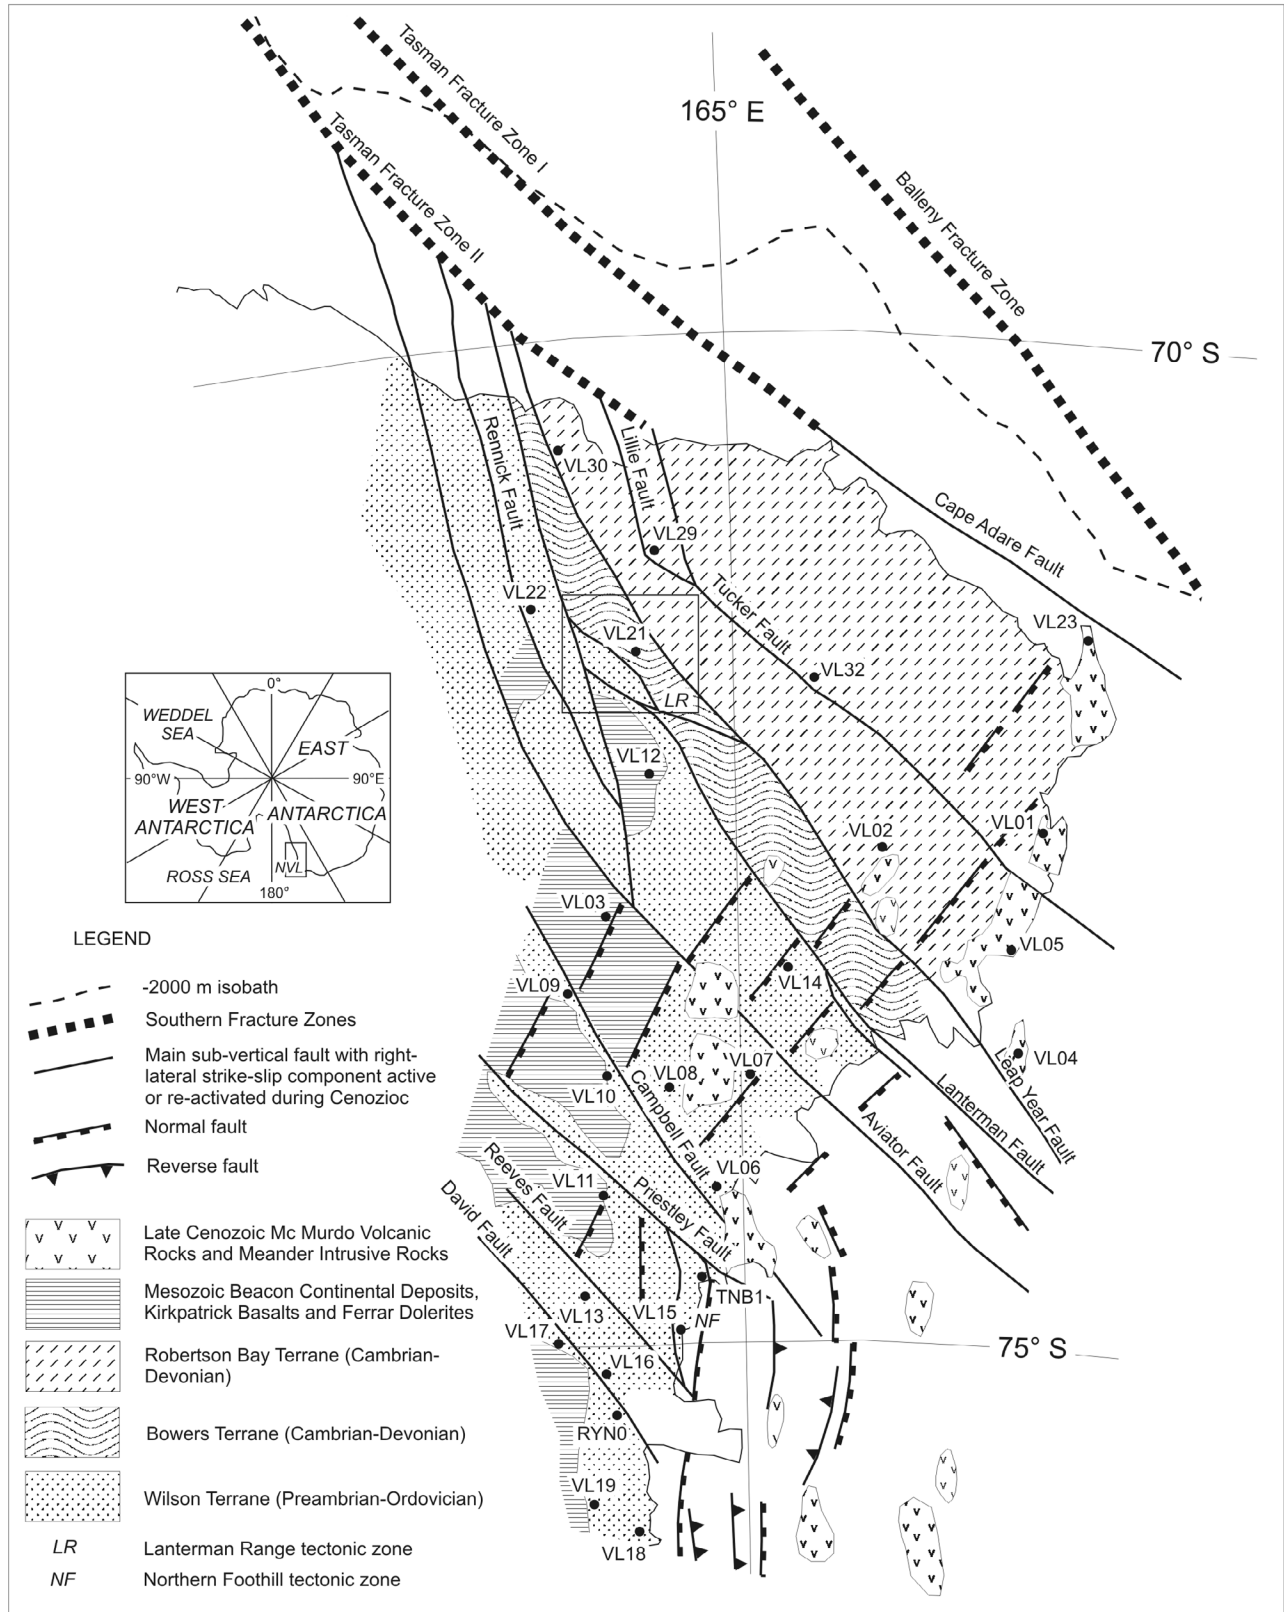 Tasman Fracture Zone I
165° E
Tasman Fracture Zone II
Balleny Fracture Zone
70° S
Rennick Fault
VL30
Lillie Fault
Cape Adare Fault
VL29
VL22
Tucker Fault
VL23
VL21
VL32
LR
VL12
0°
WEDDEL
SEA
EAST
90°W
90°E
WEST
ANTARCTICA
ANTARCTICA
ROSS SEA
NVL
180°
VL02
VL01
VL03
VL05
VL09
VL14
VL04
VL08
VL07
VL10
Campbell Fault
Leap Year Fault
Lanterman Fault
Aviator Fault
VL06
Reeves Fault
VL11
Priestley Fault
David Fault
TNB1
VL13
VL15
NF
VL17
75° S
VL16
RYN0
VL19
VL18
LEGEND
-2000 m isobath
Southern Fracture Zones
Main sub-vertical fault with right-
lateral strike-slip component active
or re-activated during Cenozioc
Normal fault
Reverse fault
Late Cenozoic Mc Murdo Volcanic
Rocks and Meander Intrusive Rocks
Mesozoic Beacon Continental Deposits,
Kirkpatrick Basalts and Ferrar Dolerites
Robertson Bay Terrane (Cambrian-
Devonian)
Bowers Terrane (Cambrian-Devonian)
Wilson Terrane (Preambrian-Ordovician)
LR Lanterman Range tectonic zone
NF Northern Foothill tectonic zone